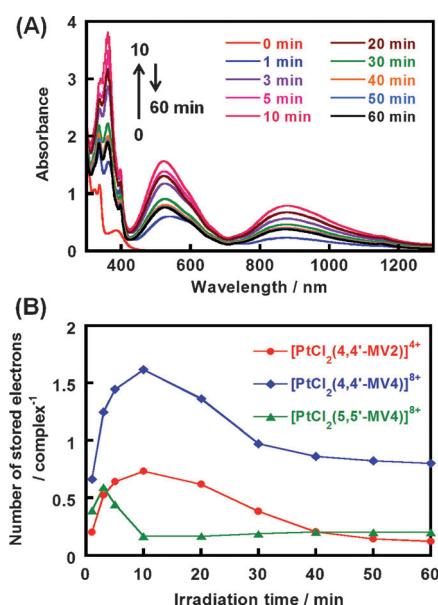 (A)
4
3
2
1
0
Absorbance
10
60 min
0
0 min
1 min
3 min
5 min
10 min
20 min
30 min
40 min
50 min
60 min
400 600 800 1000 1200
Wavelength / nm
(B)
2
1.5
1
0.5
0
Number of stored electrons
/ complex⁻¹
[PtCl₂(4,4'-MV2)]⁴⁺
[PtCl₂(4,4'-MV4)]⁸⁺
[PtCl₂(5,5'-MV4)]⁸⁺
0 10 20 30 40 50 60
Irradiation time / min